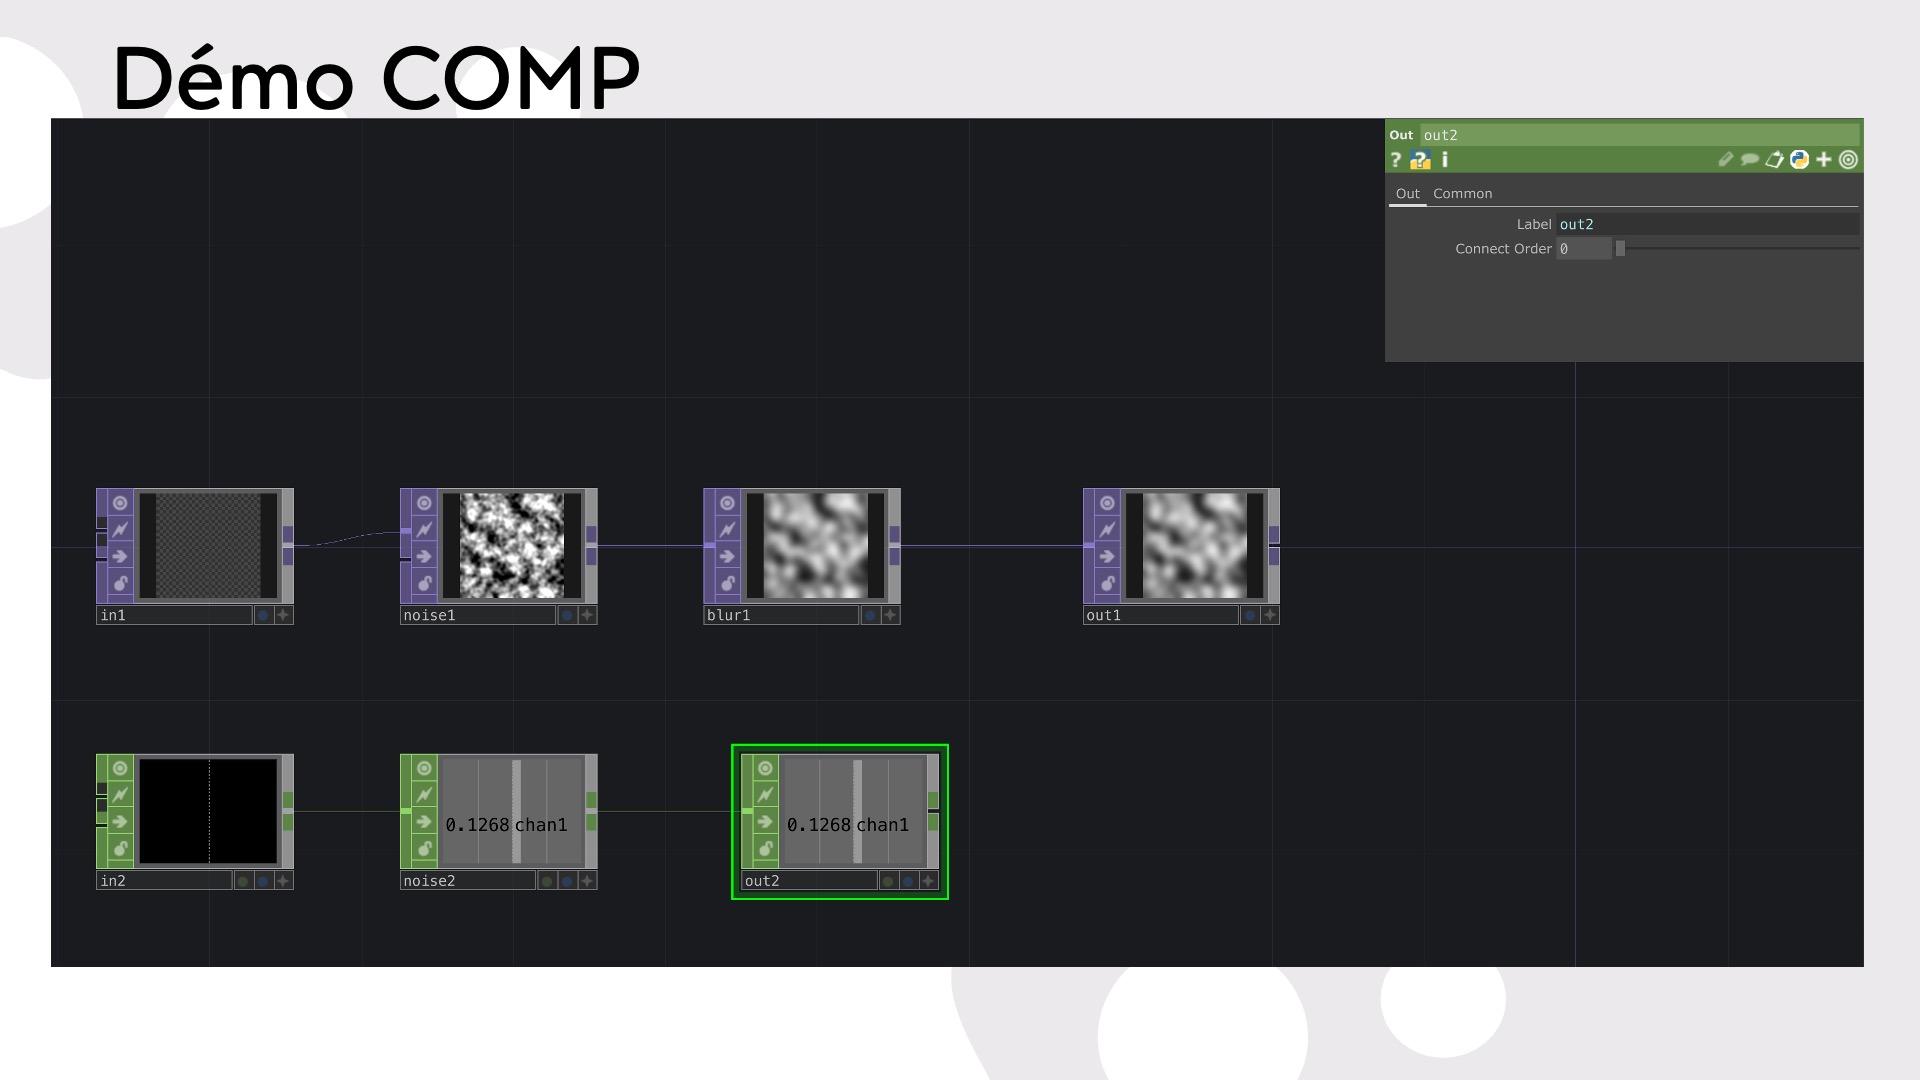 Démo COMP
Out out2
? ? i
Out Common
Label out2
Connect Order 0
in1 noise1 blur1 out1
0.1268 chan1 0.1268 chan1
in2 noise2 out2